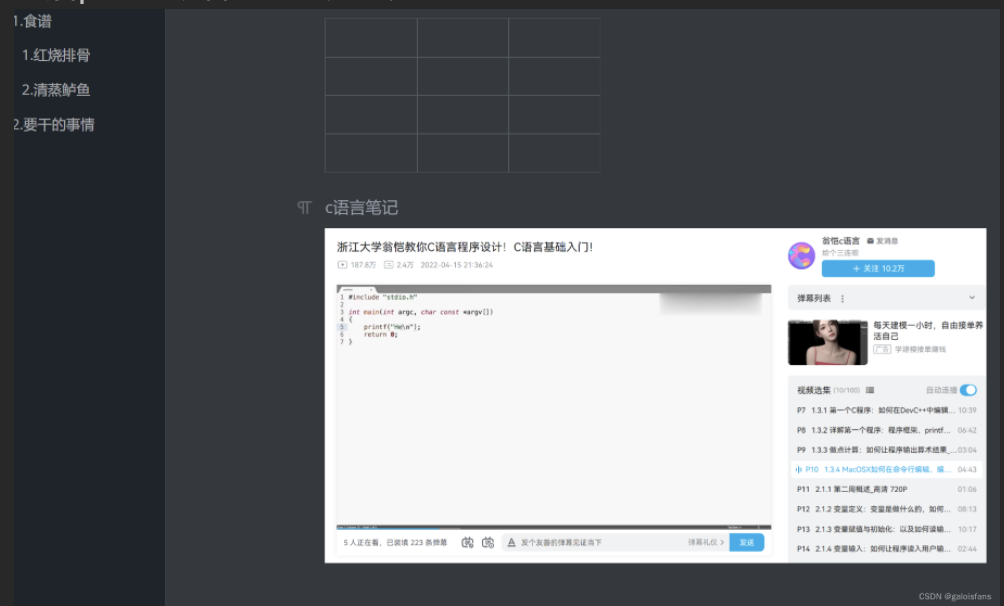 1.食谱
1.红烧排骨
2.清蒸鲈鱼
2.要干的事情
c语言笔记
浙江大学翁恺教你C语言程序设计! C语言基础入门!
187.8万 2.4万 2022-04-15 21:36:24
1 #include "stdio.h"
2
3 int main(int argc, char const *argv[])
4 {
5 printf("He\n");
6 return 0;
7 }
5 人正在看, 已装填 223 条弹幕
发个友善的弹幕见证当下
弹幕礼仪 >
发送
翁恺c语言 发消息
给个三连嘛
+ 关注 10.2万
弹幕列表
每天建模一小时, 自由接单养
活自己
广告 学建模接单赚钱
视频选集 (10/100) 自动连播
P7 1.3.1 第一个C程序: 如何在DevC++中编辑... 10:39
P8 1.3.2 详解第一个程序: 程序框架、printf... 06:42
P9 1.3.3 做点计算: 如何让程序输出算术结果_... 03:04
P10 1.3.4 MacOSX如何在命令行编辑、编... 04:43
P11 2.1.1 第二周概述_高清 720P 01:06
P12 2.1.2 变量定义: 变量是做什么的, 如何... 08:13
P13 2.1.3 变量赋值与初始化: 以及如何读输... 10:17
P14 2.1.4 变量输入: 如何让程序读入用户输... 02:44
CSDN @galoisfans